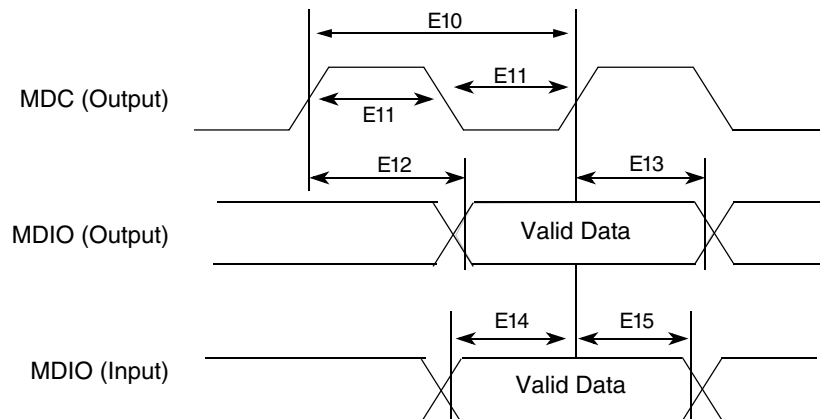 E10
MDC (Output)
E11
E11
E12
E13
MDIO (Output)
Valid Data
E14
E15
MDIO (Input)
Valid Data